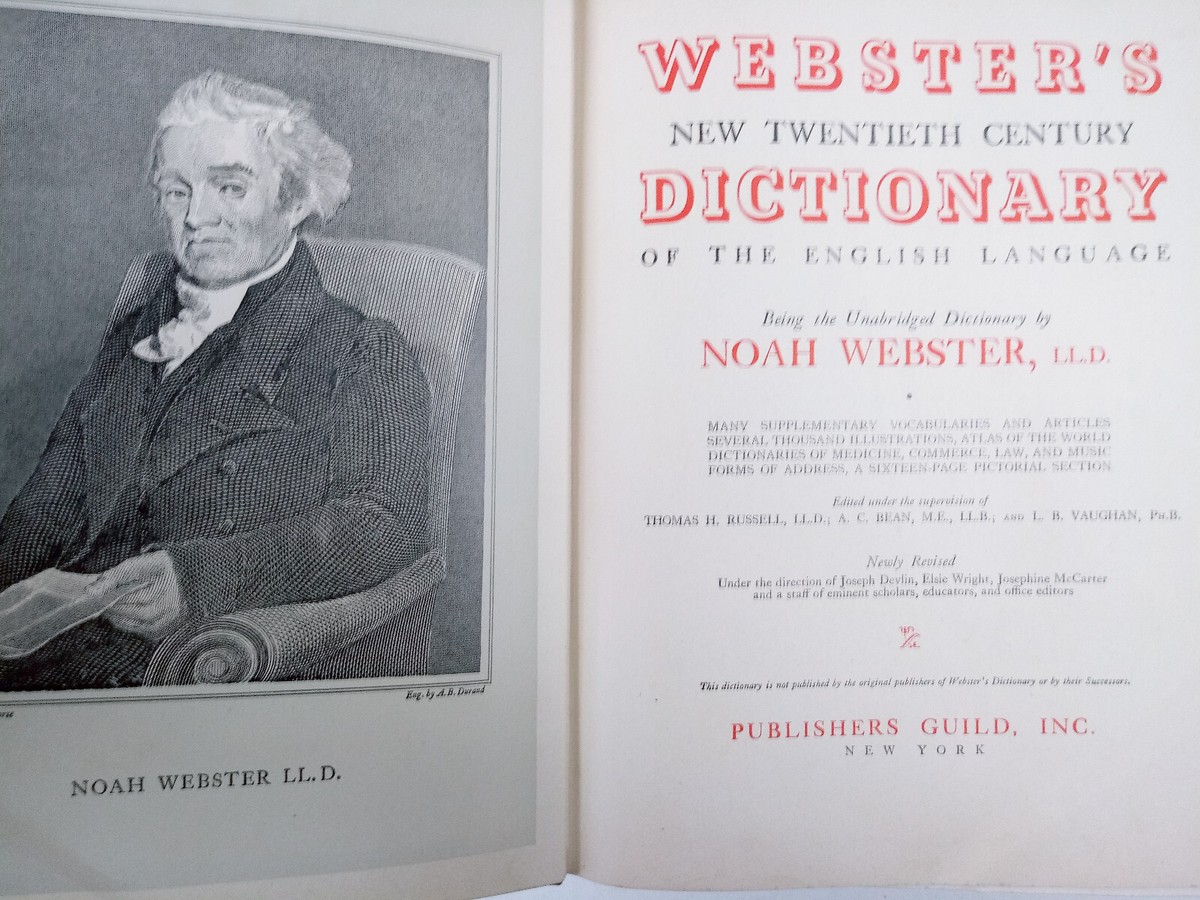 Eng. by A. B. Durand
NOAH WEBSTER LL.D.
WEBSTER'S
NEW TWENTIETH CENTURY
DICTIONARY
OF THE ENGLISH LANGUAGE
Being the Unabridged Dictionary by
NOAH WEBSTER, LL.D.
MANY SUPPLEMENTARY VOCABULARIES AND ARTICLES
SEVERAL THOUSAND ILLUSTRATIONS, ATLAS OF THE WORLD
DICTIONARIES OF MEDICINE, COMMERCE, LAW, AND MUSIC
FORMS OF ADDRESS, A SIXTEEN-PAGE PICTORIAL SECTION
Edited under the supervision of
THOMAS H. RUSSELL, LL.D.; A. C. BEAN, M.E., LL.B.; AND L. B. VAUGHAN, PH.B.
Newly Revised
Under the direction of Joseph Devlin, Elsie Wright, Josephine McCarter
and a staff of eminent scholars, educators, and office editors
This dictionary is not published by the original publishers of Webster's Dictionary or by their Successors.
PUBLISHERS GUILD, INC.
NEW YORK